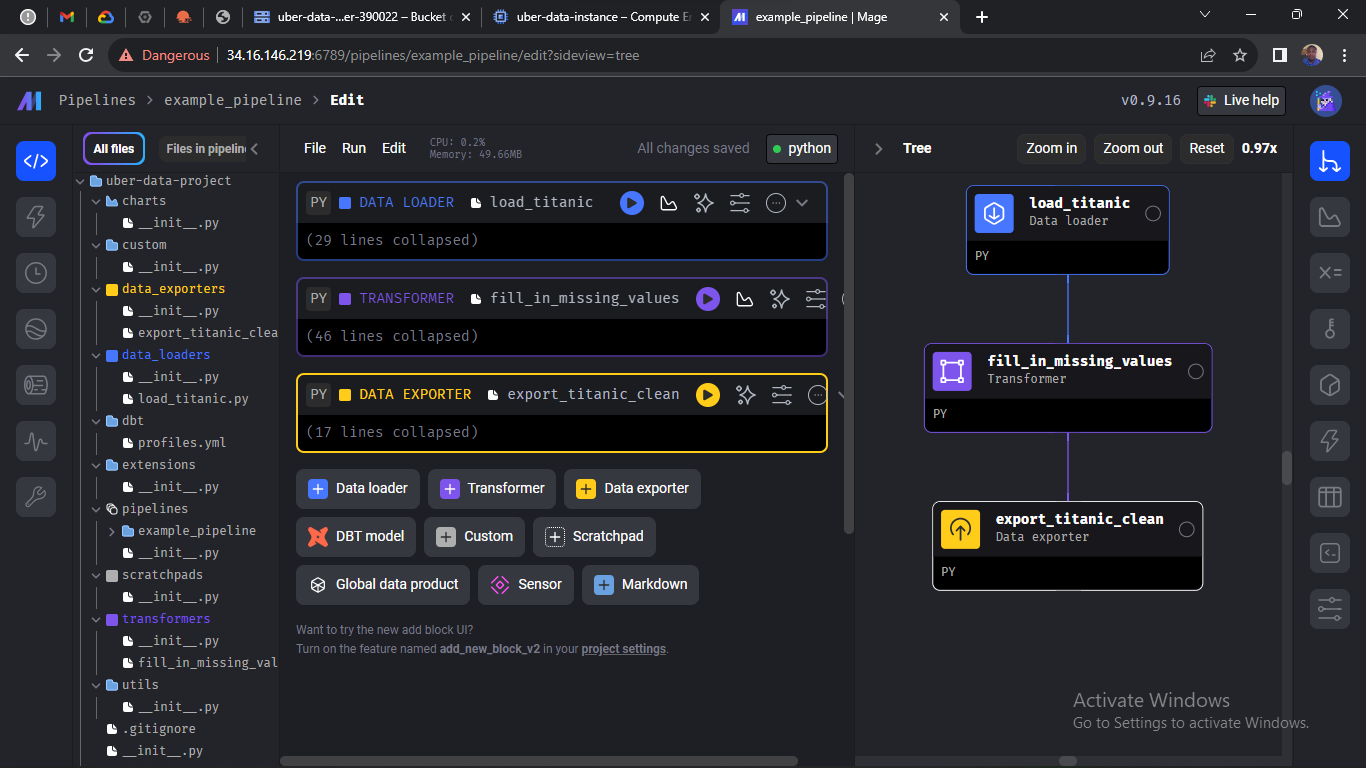 uber-data-...er-390022 – Bucket
uber-data-instance – Compute E
example_pipeline | Mage
Dangerous
34.16.146.219:6789/pipelines/example_pipeline/edit?sideview=tree
Pipelines > example_pipeline > Edit
v0.9.16
Live help
All files
Files in pipelin
File Run Edit
CPU: 0.2%
Memory: 49.66MB
All changes saved
python
Tree
Zoom in
Zoom out
Reset
0.97x
uber-data-project
charts
__init__.py
custom
__init__.py
data_exporters
__init__.py
export_titanic_clea
data_loaders
__init__.py
load_titanic.py
dbt
profiles.yml
extensions
__init__.py
pipelines
example_pipeline
__init__.py
scratchpads
__init__.py
transformers
__init__.py
fill_in_missing_val
utils
__init__.py
.gitignore
__init__.py
PY DATA LOADER load_titanic
(29 lines collapsed)
PY TRANSFORMER fill_in_missing_values
(46 lines collapsed)
PY DATA EXPORTER export_titanic_clean
(17 lines collapsed)
Data loader
Transformer
Data exporter
DBT model
Custom
Scratchpad
Global data product
Sensor
Markdown
Want to try the new add block UI?
Turn on the feature named add_new_block_v2 in your project settings.
load_titanic
Data loader
PY
fill_in_missing_values
Transformer
PY
export_titanic_clean
Data exporter
PY
Activate Windows
Go to Settings to activate Windows.